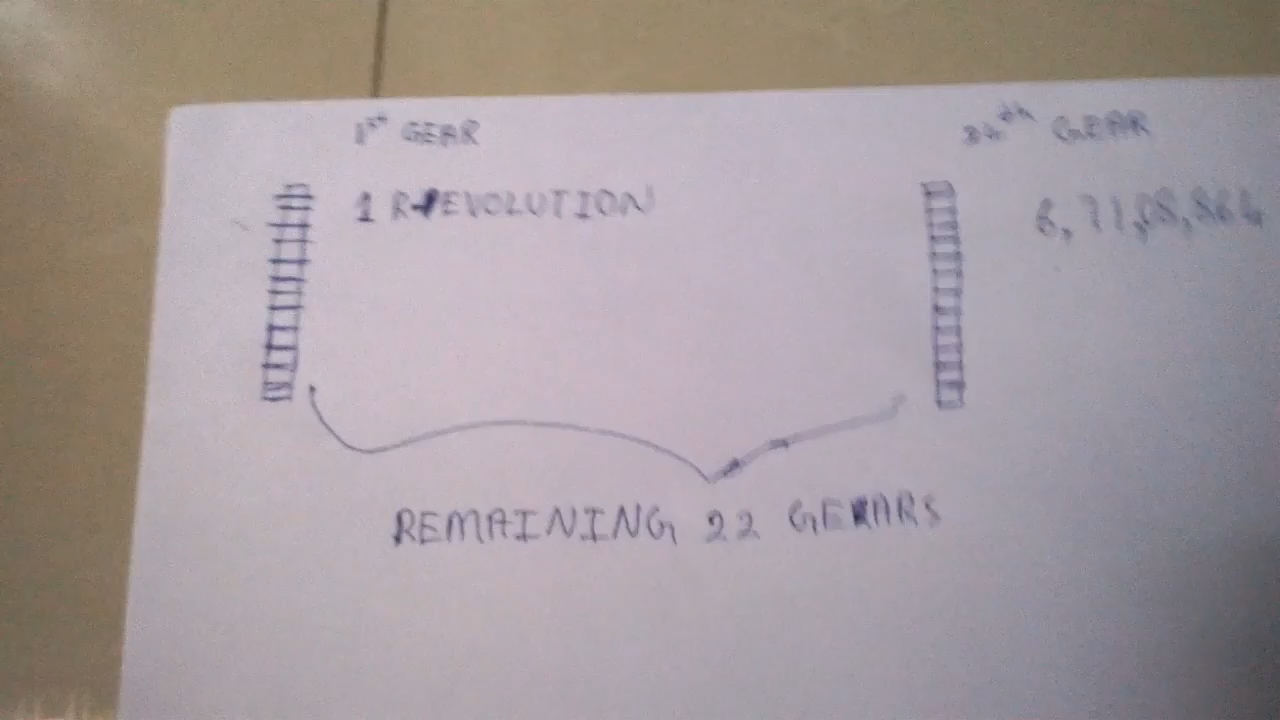 1st GEAR
24th GEAR
1 REVOLUTION
6,71,08,864
REMAINING 22 GEARS